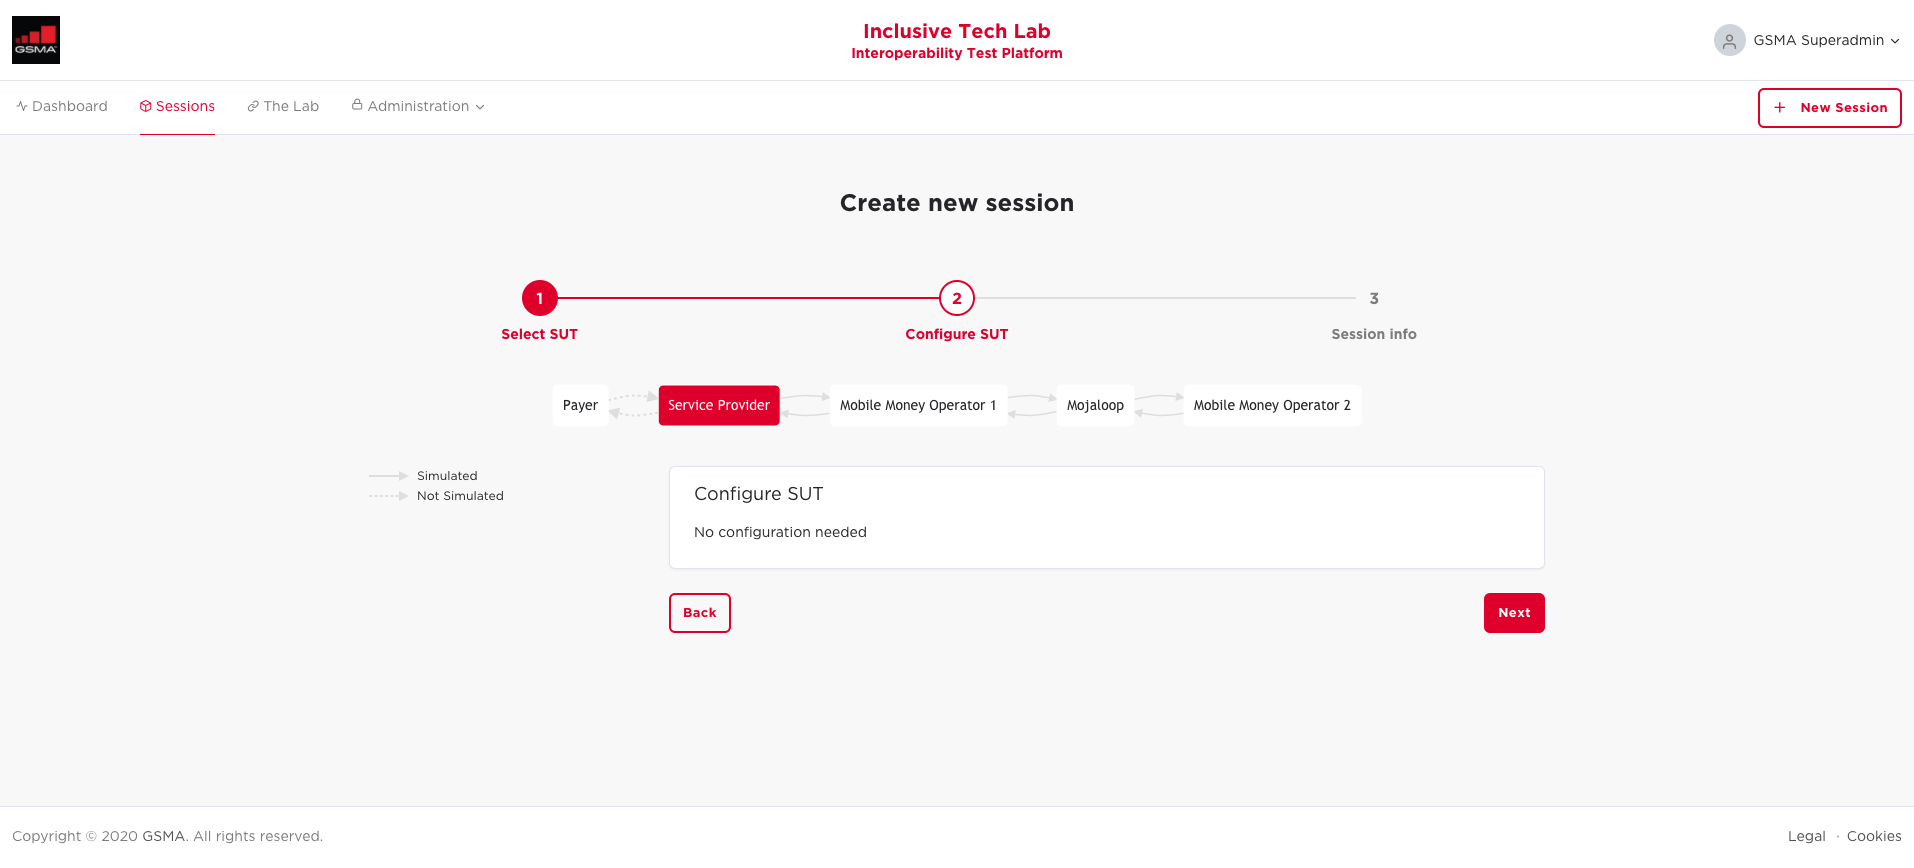 GSMA
Inclusive Tech Lab
Interoperability Test Platform
GSMA Superadmin
Dashboard
Sessions
The Lab
Administration
+ New Session
Create new session
1
2
3
Select SUT
Configure SUT
Session info
Payer
Service Provider
Mobile Money Operator 1
Mojaloop
Mobile Money Operator 2
Simulated
Not Simulated
Configure SUT
No configuration needed
Back
Next
Copyright © 2020 GSMA. All rights reserved.
Legal · Cookies